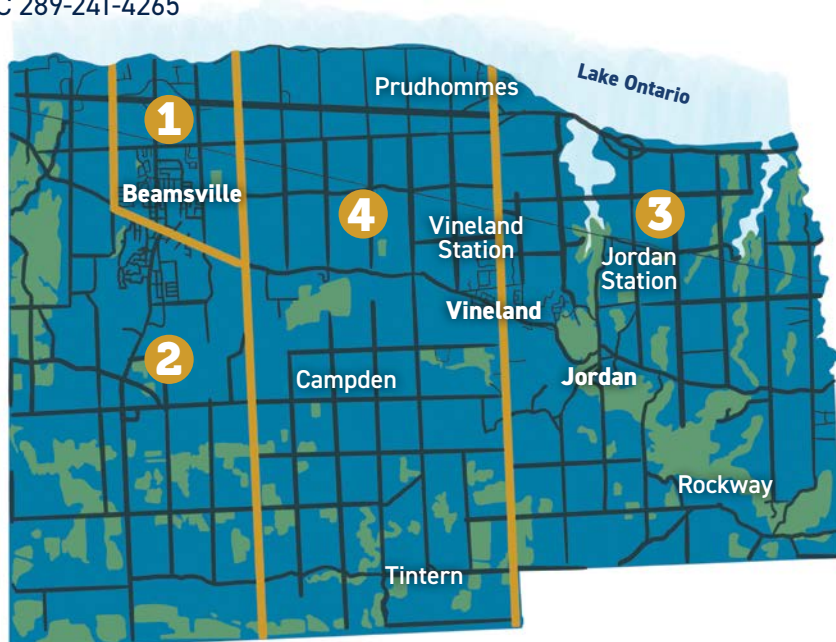 C 289-241-4265
Lake Ontario
Prudhommes
1
Beamsville
4
3
Vineland
Station
Jordan
Station
Vineland
2
Campden
Jordan
Rockway
Tintern